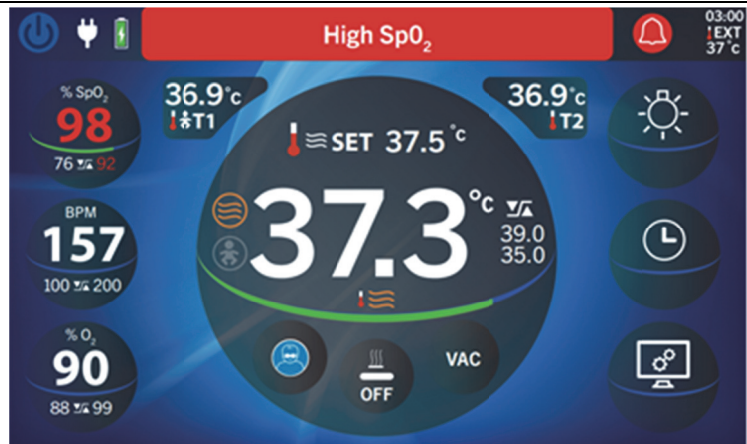 High Sp0₂
03:00
EXT
37°c
% SpO₂
98
76 92
36.9°c
T1
36.9°c
T2
SET 37.5°c
BPM
157
100 200
37.3°c
39.0
35.0
% O₂
90
88 99
OFF
VAC